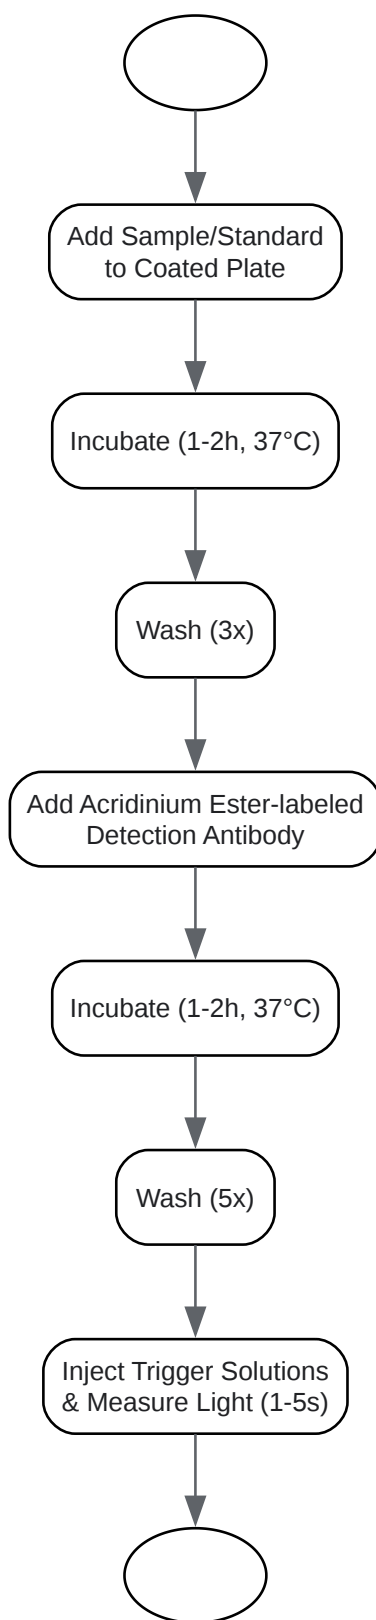 Add Sample/Standard
to Coated Plate
Incubate (1-2h, 37°C)
Wash (3x)
Add Acridinium Ester-labeled
Detection Antibody
Incubate (1-2h, 37°C)
Wash (5x)
Inject Trigger Solutions
& Measure Light (1-5s)